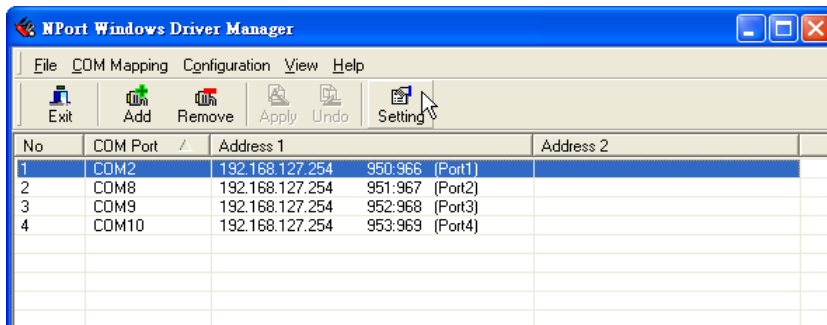 NPort Windows Driver Manager
File COM Mapping Configuration View Help
Exit Add Remove Apply Undo Setting
No COM Port Address 1 Address 2
1 COM2 192.168.127.254 950:966 (Port1)
2 COM8 192.168.127.254 951:967 (Port2)
3 COM9 192.168.127.254 952:968 (Port3)
4 COM10 192.168.127.254 953:969 (Port4)